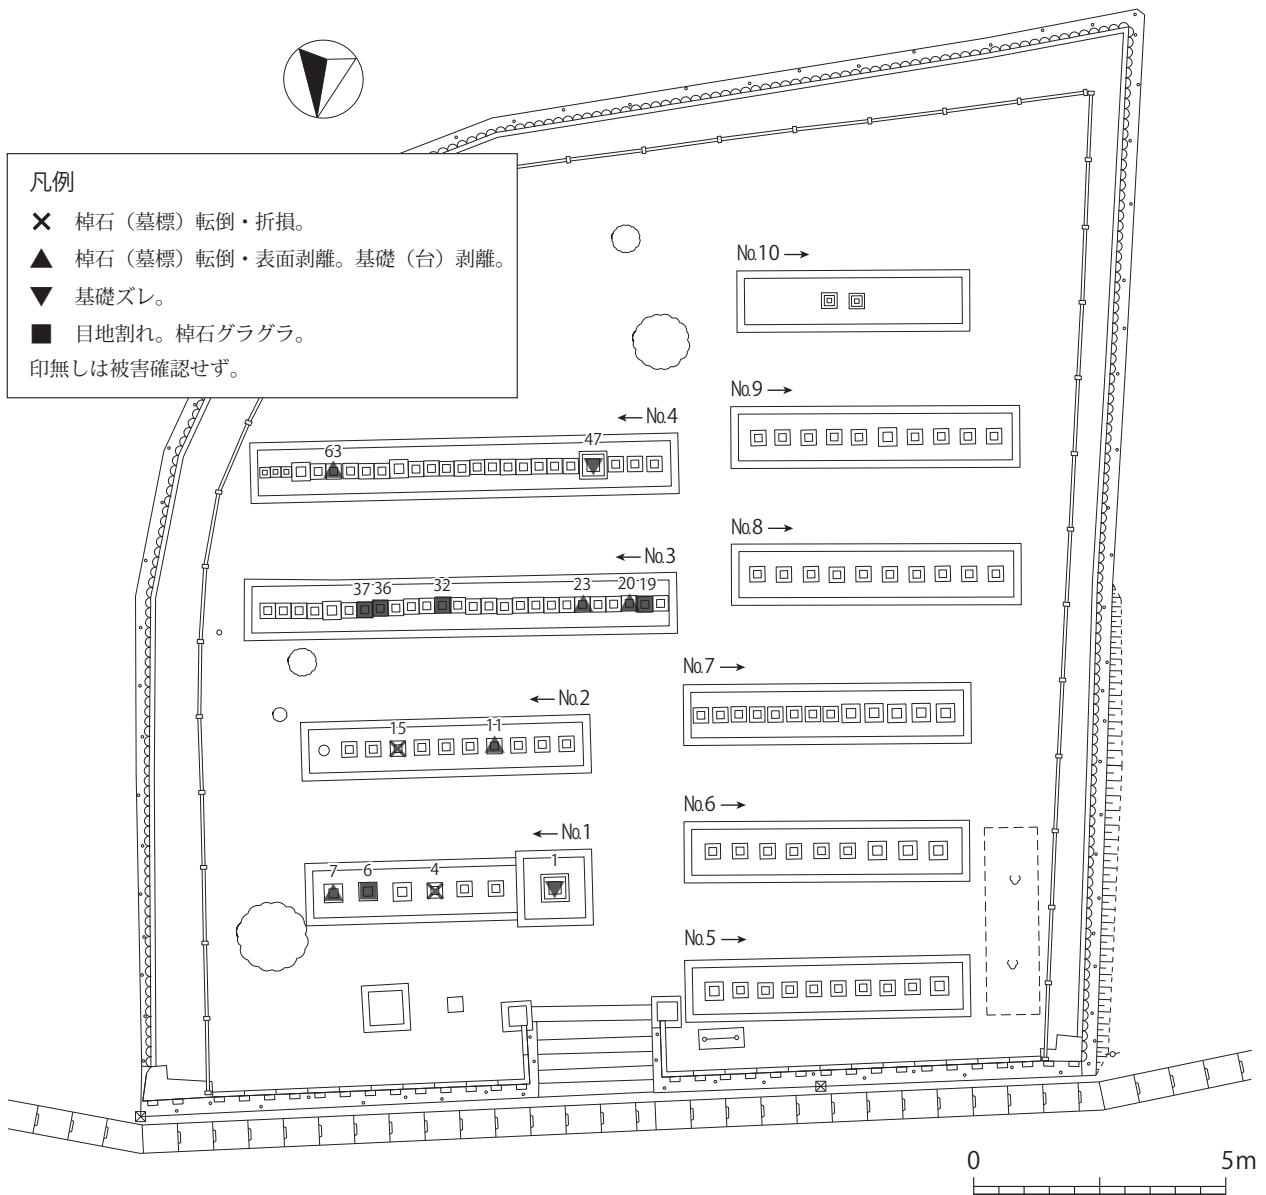 凡例
棹石（墓標）転倒・折損。
棹石（墓標）転倒・表面剥離。基礎（台）剥離。
基礎ズレ。
目地割れ。棹石グラグラ。
印無しは被害確認せず。
No.10 →
No.9 →
← No.4
63 47
No.8 →
← No.3
37 36 32 23 20 19
No.7 →
← No.2
15 11
No.6 →
← No.1
7 6 4 1
No.5 →
0 5m